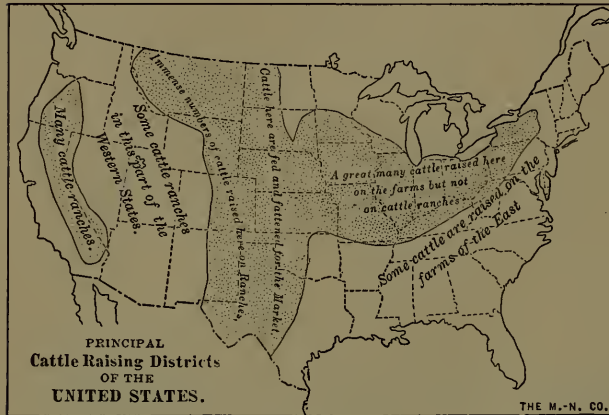 Many cattle ranches.
Some cattle ranches
in this part of the
Western States.
Immense numbers of cattle raised here on Ranches,
Cattle here are fed and fattened for the Market.
A great many cattle raised here
on the farms but not
on cattle ranches
Some cattle are raised on the
farms of the East
PRINCIPAL
Cattle Raising Districts
OF THE
UNITED STATES.
THE M.-N. CO.